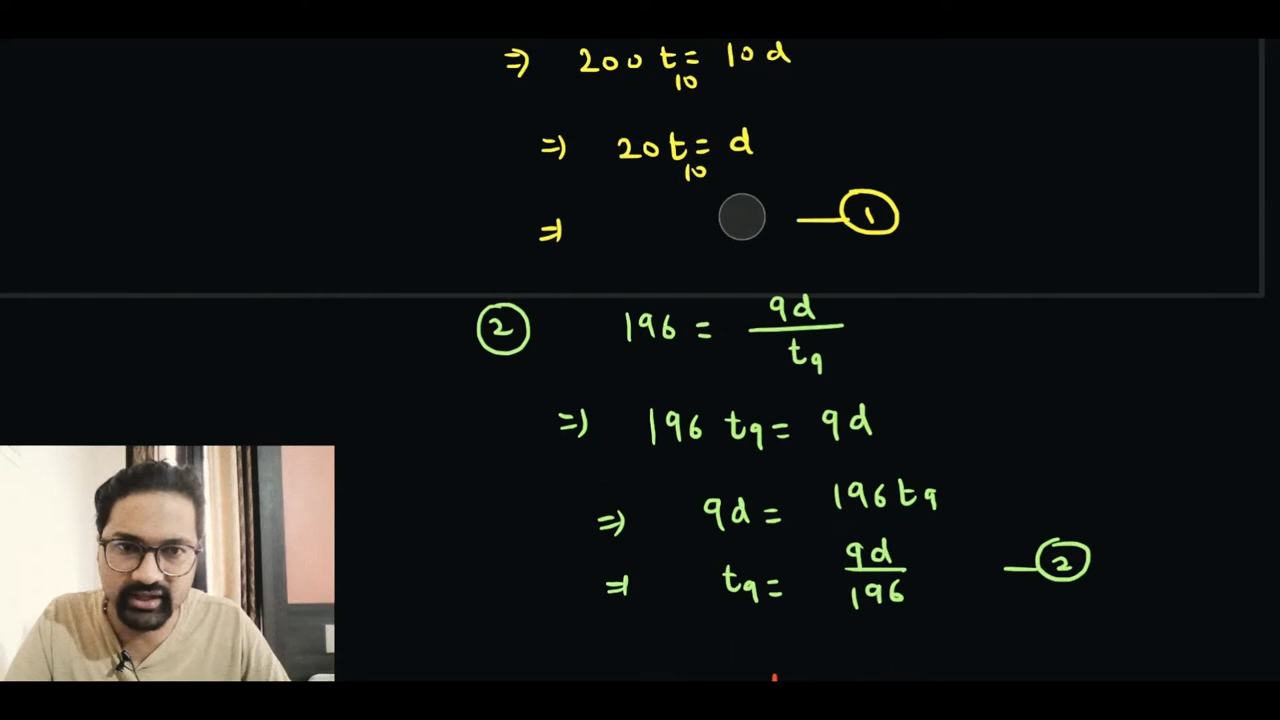 ⇒ 200 t₁₀ = 10 d
⇒ 20 t₁₀ = d
⇒ — ①
② 196 = 9d / t₉
⇒ 196 t₉ = 9d
⇒ 9d = 196 t₉
⇒ t₉ = 9d / 196 — ②